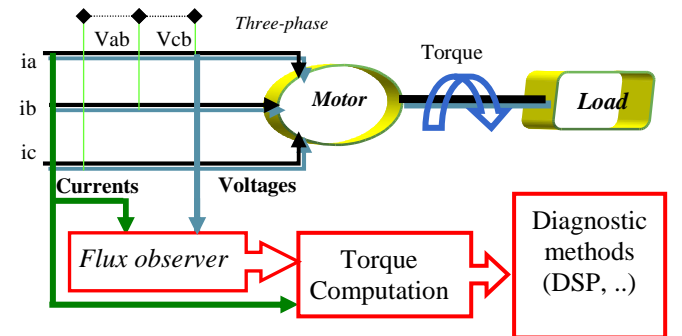 Three-phase
Vab
Vcb
ia
Torque
ib
Motor
Load
ic
Currents
Voltages
Flux observer
Torque
Computation
Diagnostic
methods
(DSP, ..)